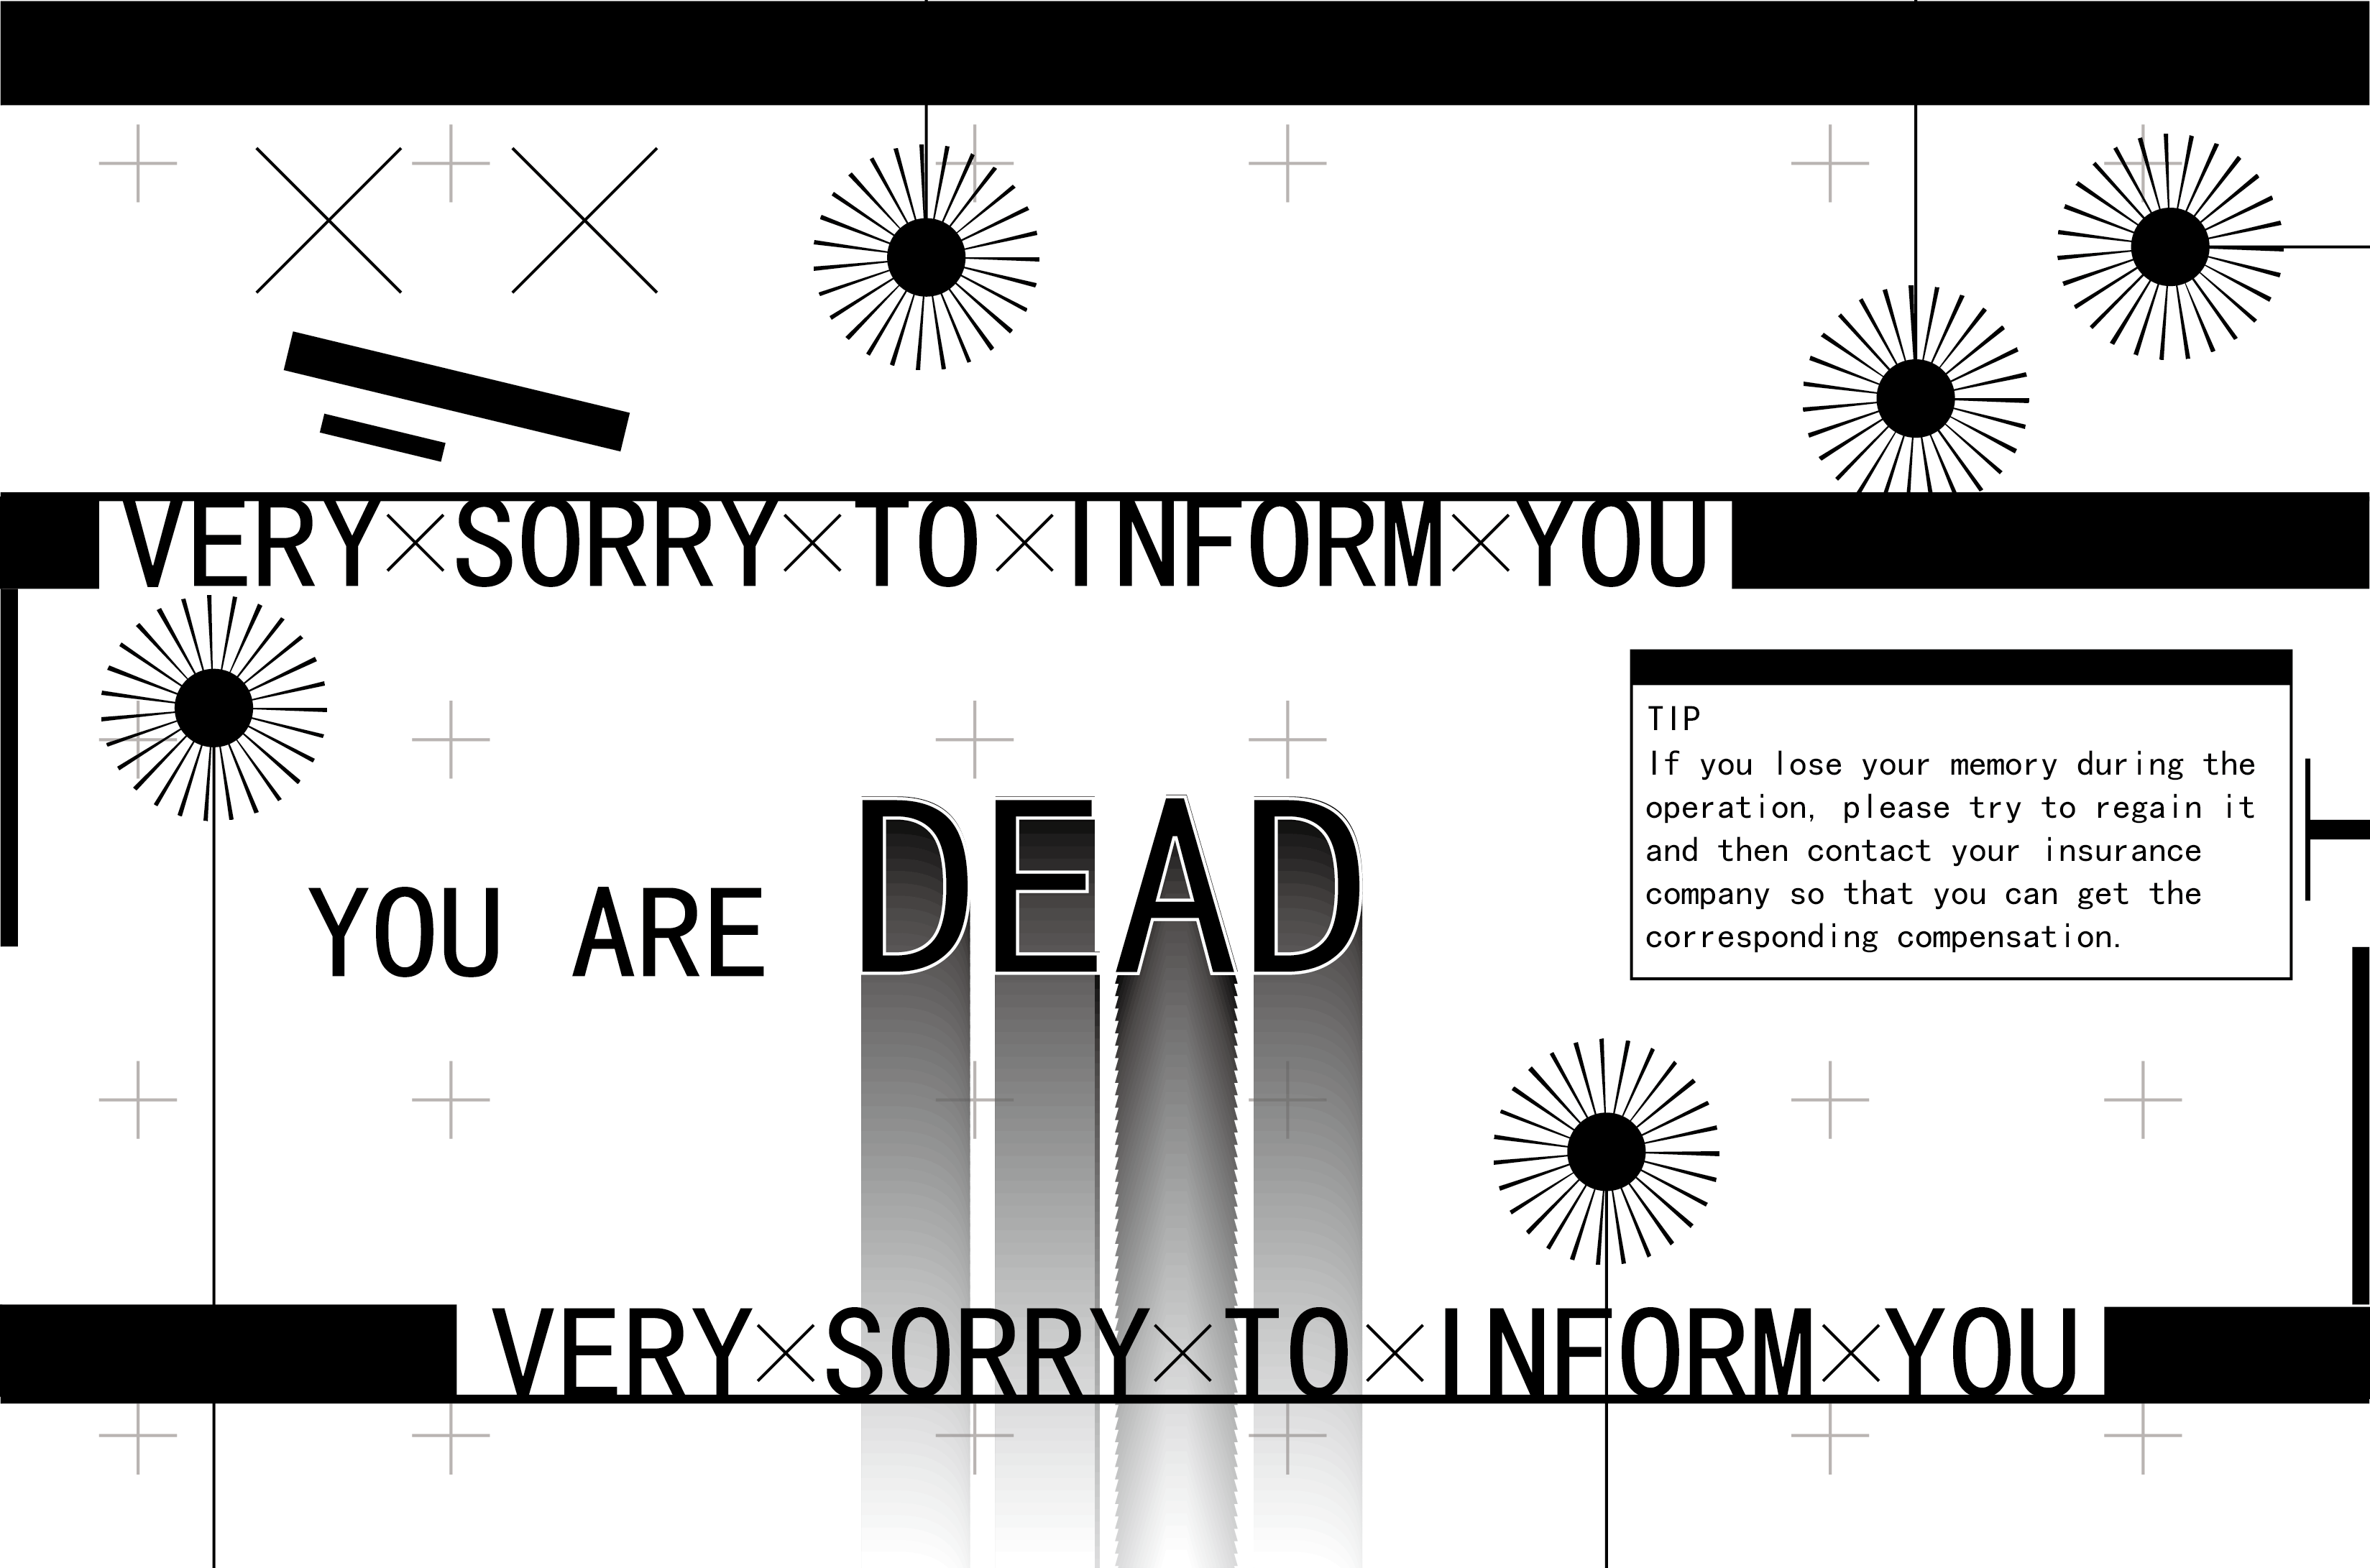 VERY×SORRY×TO×INFORM×YOU
TIP
If you lose your memory during the
operation, please try to regain it
and then contact your insurance
company so that you can get the
corresponding compensation.
YOU ARE DEAD
VERY×SORRY×TO×INFORM×YOU